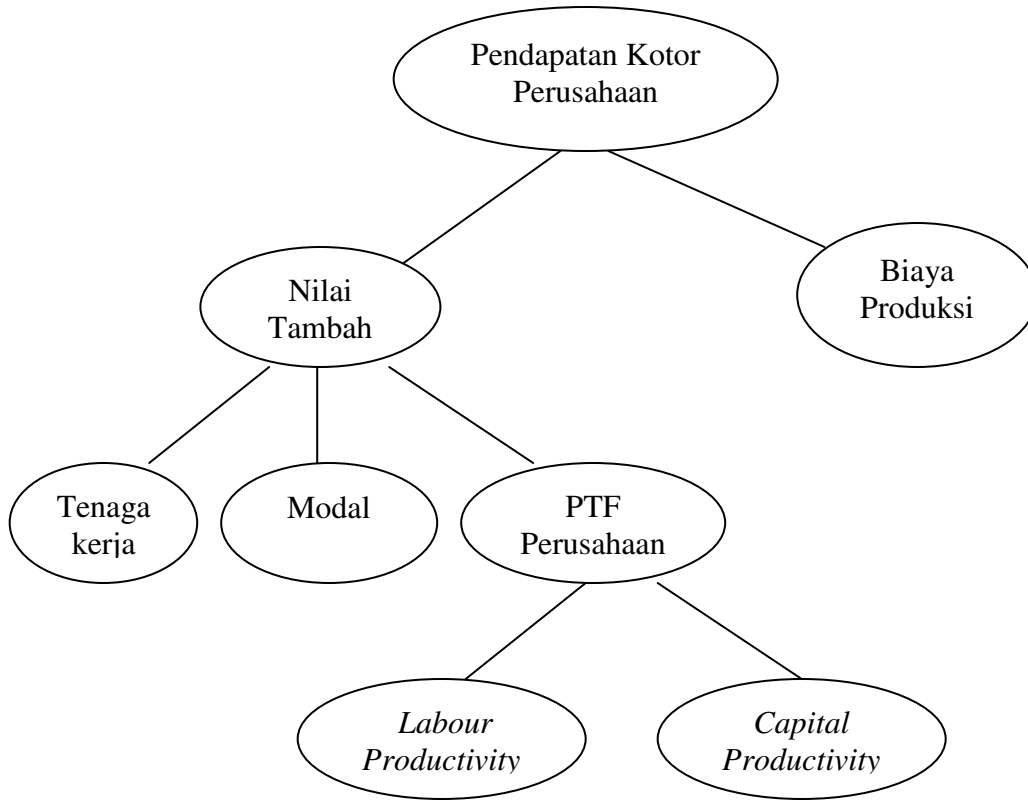 Pendapatan Kotor
Perusahaan
Nilai
Tambah
Biaya
Produksi
Tenaga
kerja
Modal
PTF
Perusahaan
Labour
Productivity
Capital
Productivity